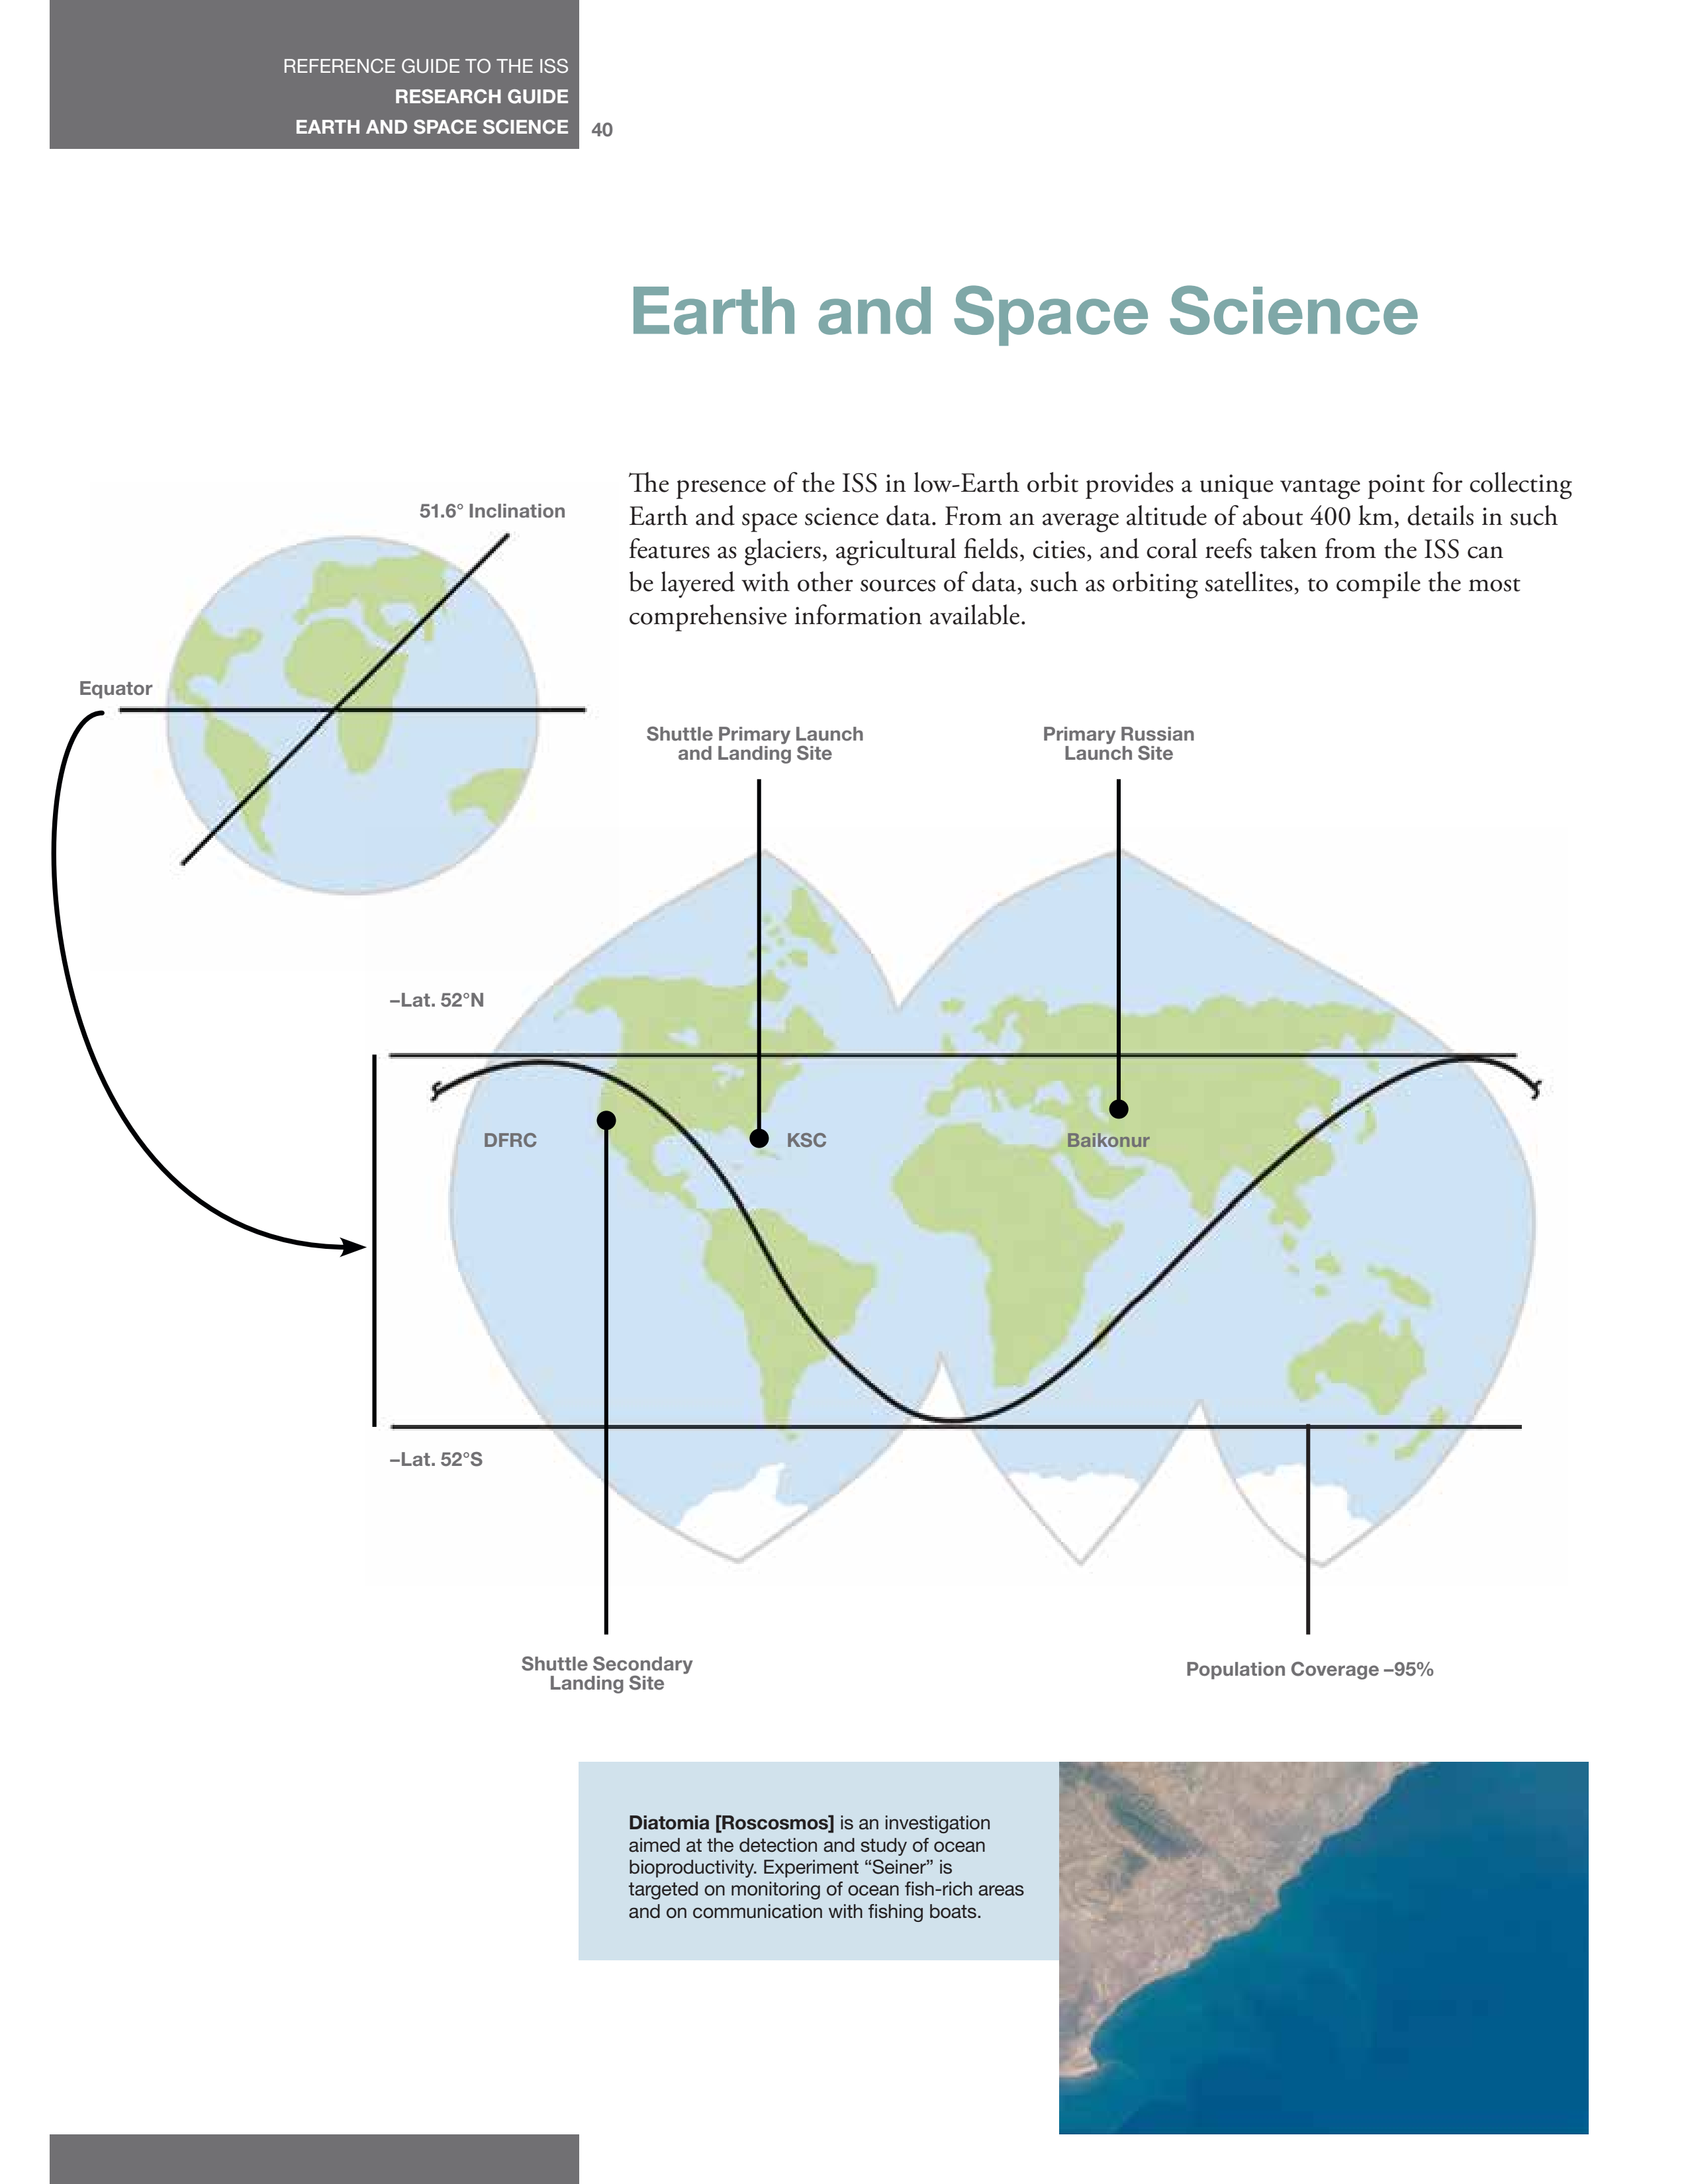 REFERENCE GUIDE TO THE ISS
RESEARCH GUIDE
EARTH AND SPACE SCIENCE
40
Earth and Space Science
The presence of the ISS in low-Earth orbit provides a unique vantage point for collecting
Earth and space science data. From an average altitude of about 400 km, details in such
features as glaciers, agricultural fields, cities, and coral reefs taken from the ISS can
be layered with other sources of data, such as orbiting satellites, to compile the most
comprehensive information available.
51.6° Inclination
Equator
Shuttle Primary Launch
and Landing Site
Primary Russian
Launch Site
–Lat. 52°N
DFRC
KSC
Baikonur
–Lat. 52°S
Shuttle Secondary
Landing Site
Population Coverage –95%
Diatomia [Roscosmos] is an investigation
aimed at the detection and study of ocean
bioproductivity. Experiment “Seiner” is
targeted on monitoring of ocean fish-rich areas
and on communication with fishing boats.